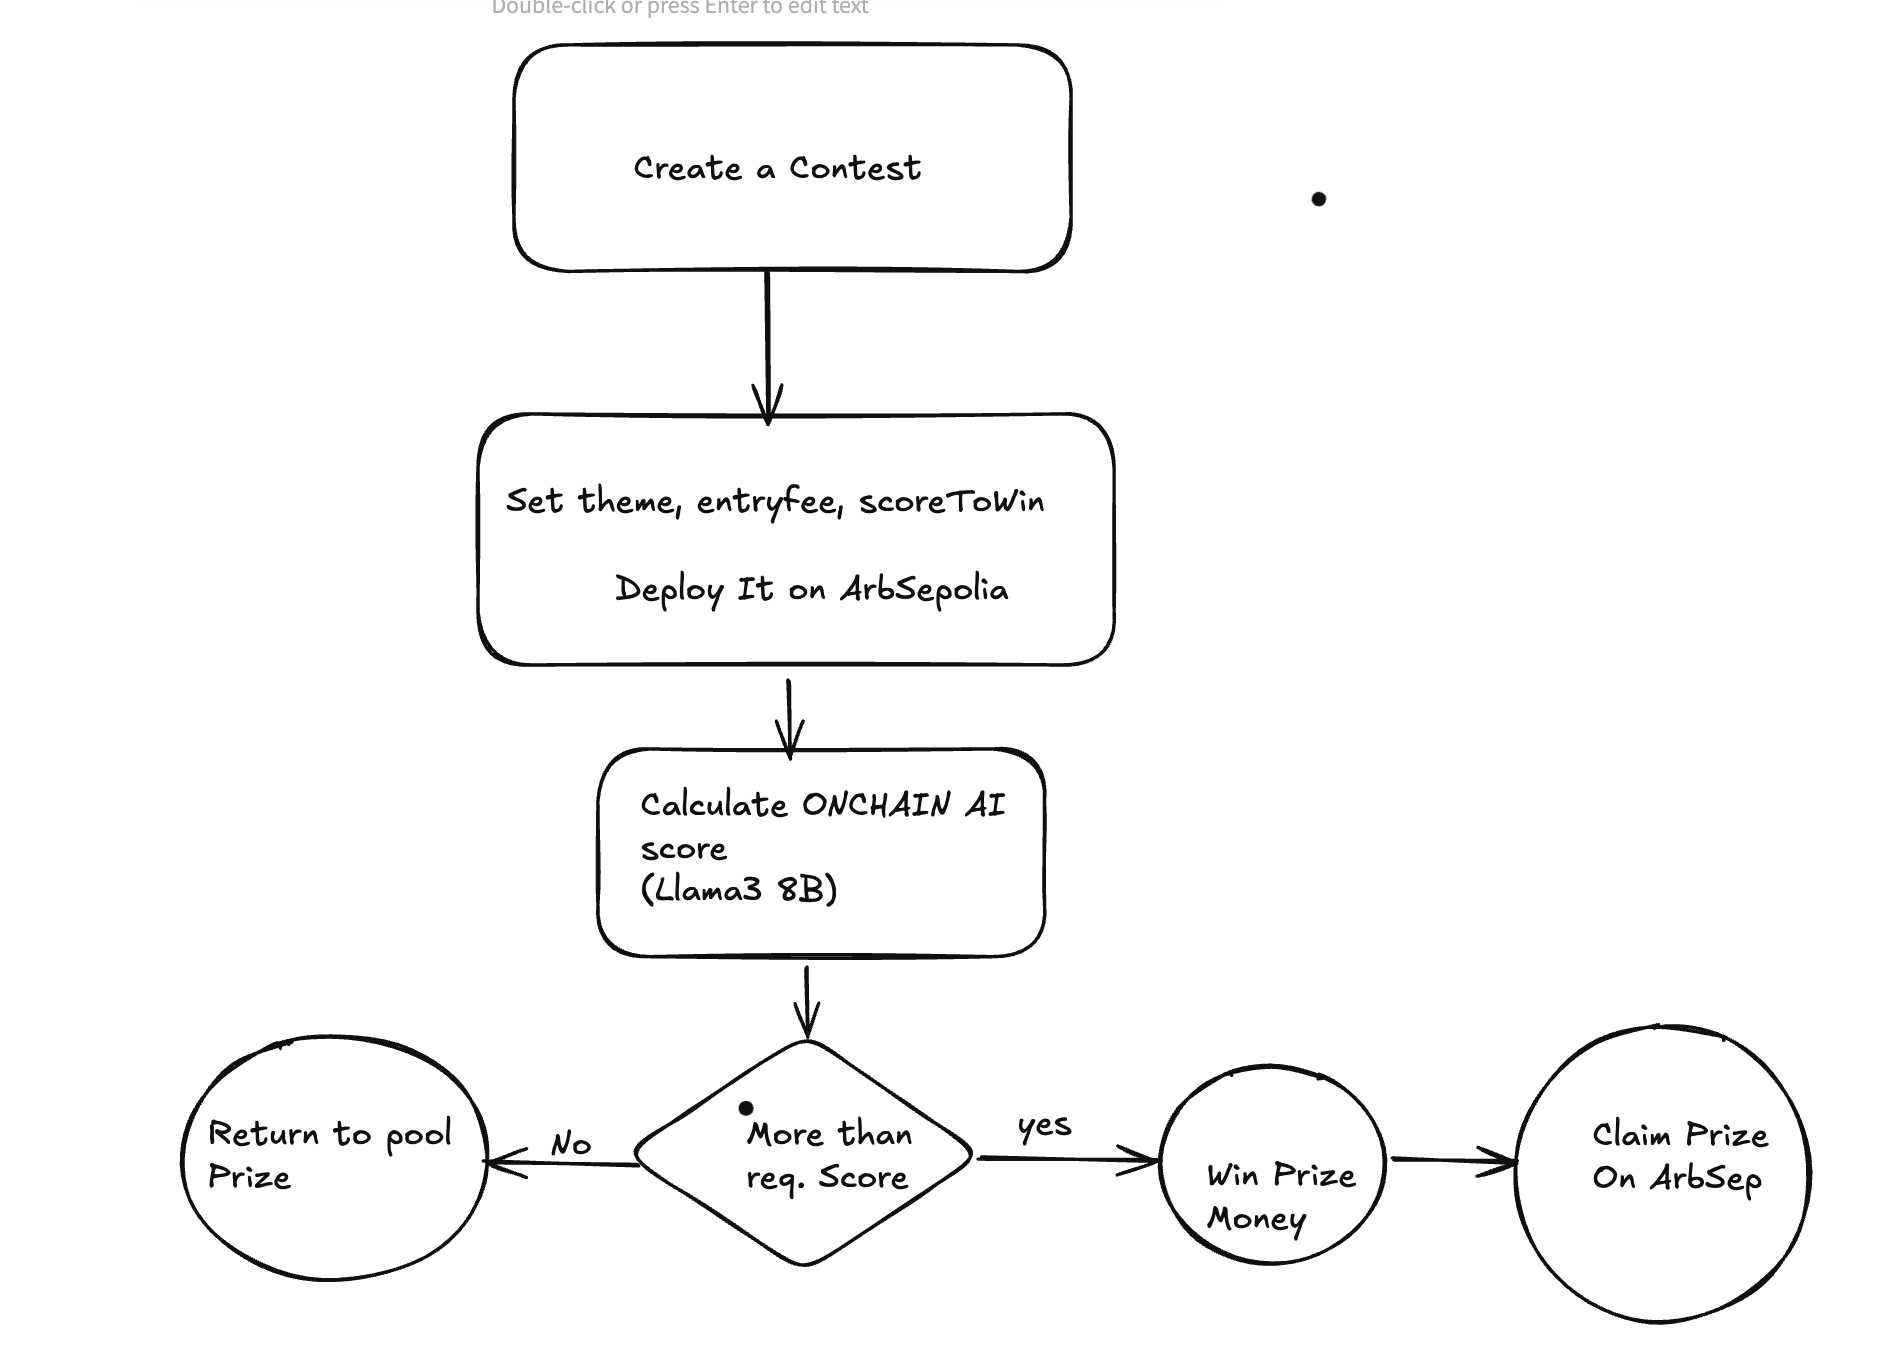 Double-click or press Enter to edit text
Create a Contest
Set theme, entryfee, scoreToWin
Deploy It on ArbSepolia
Calculate ONCHAIN AI
score
(Llama3 8B)
More than
req. Score
No
Return to pool
Prize
yes
Win Prize
Money
Claim Prize
On ArbSep